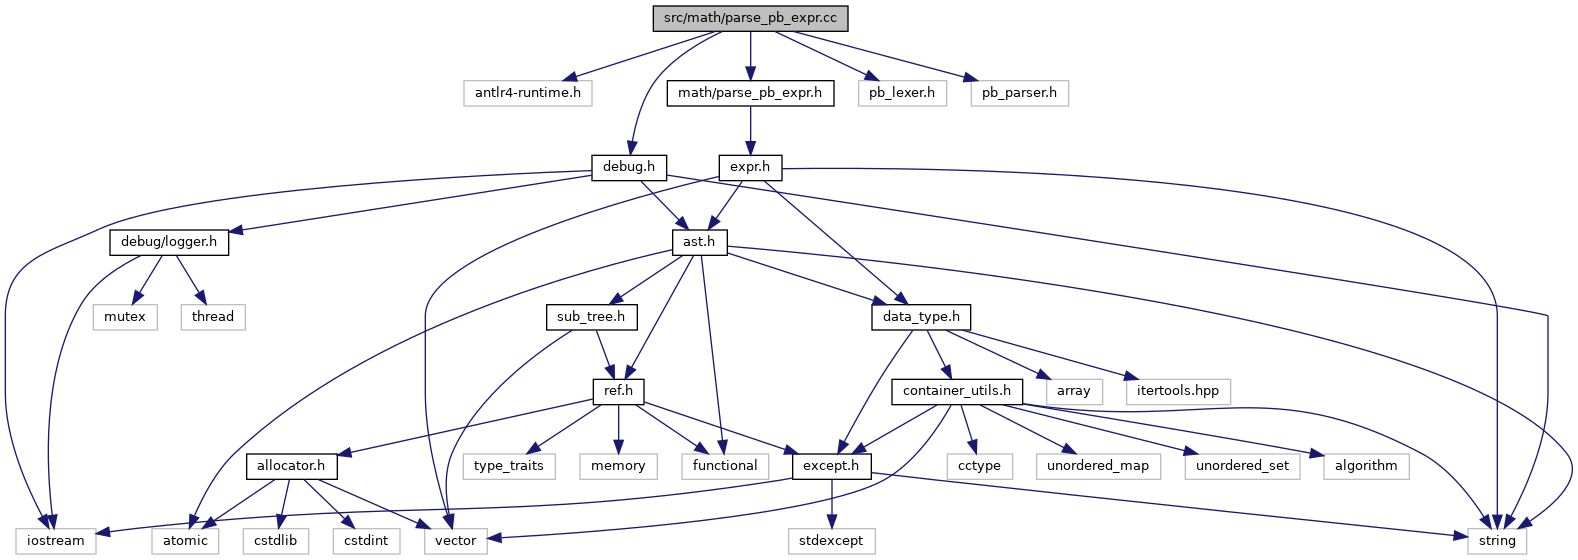 src/math/parse_pb_expr.cc
antlr4-runtime.h
math/parse_pb_expr.h
pb_lexer.h
pb_parser.h
debug.h
expr.h
debug/logger.h
ast.h
mutex
thread
sub_tree.h
data_type.h
ref.h
container_utils.h
array
itertools.hpp
allocator.h
type_traits
memory
functional
except.h
cctype
unordered_map
unordered_set
algorithm
iostream
atomic
cstdlib
cstdint
vector
stdexcept
string